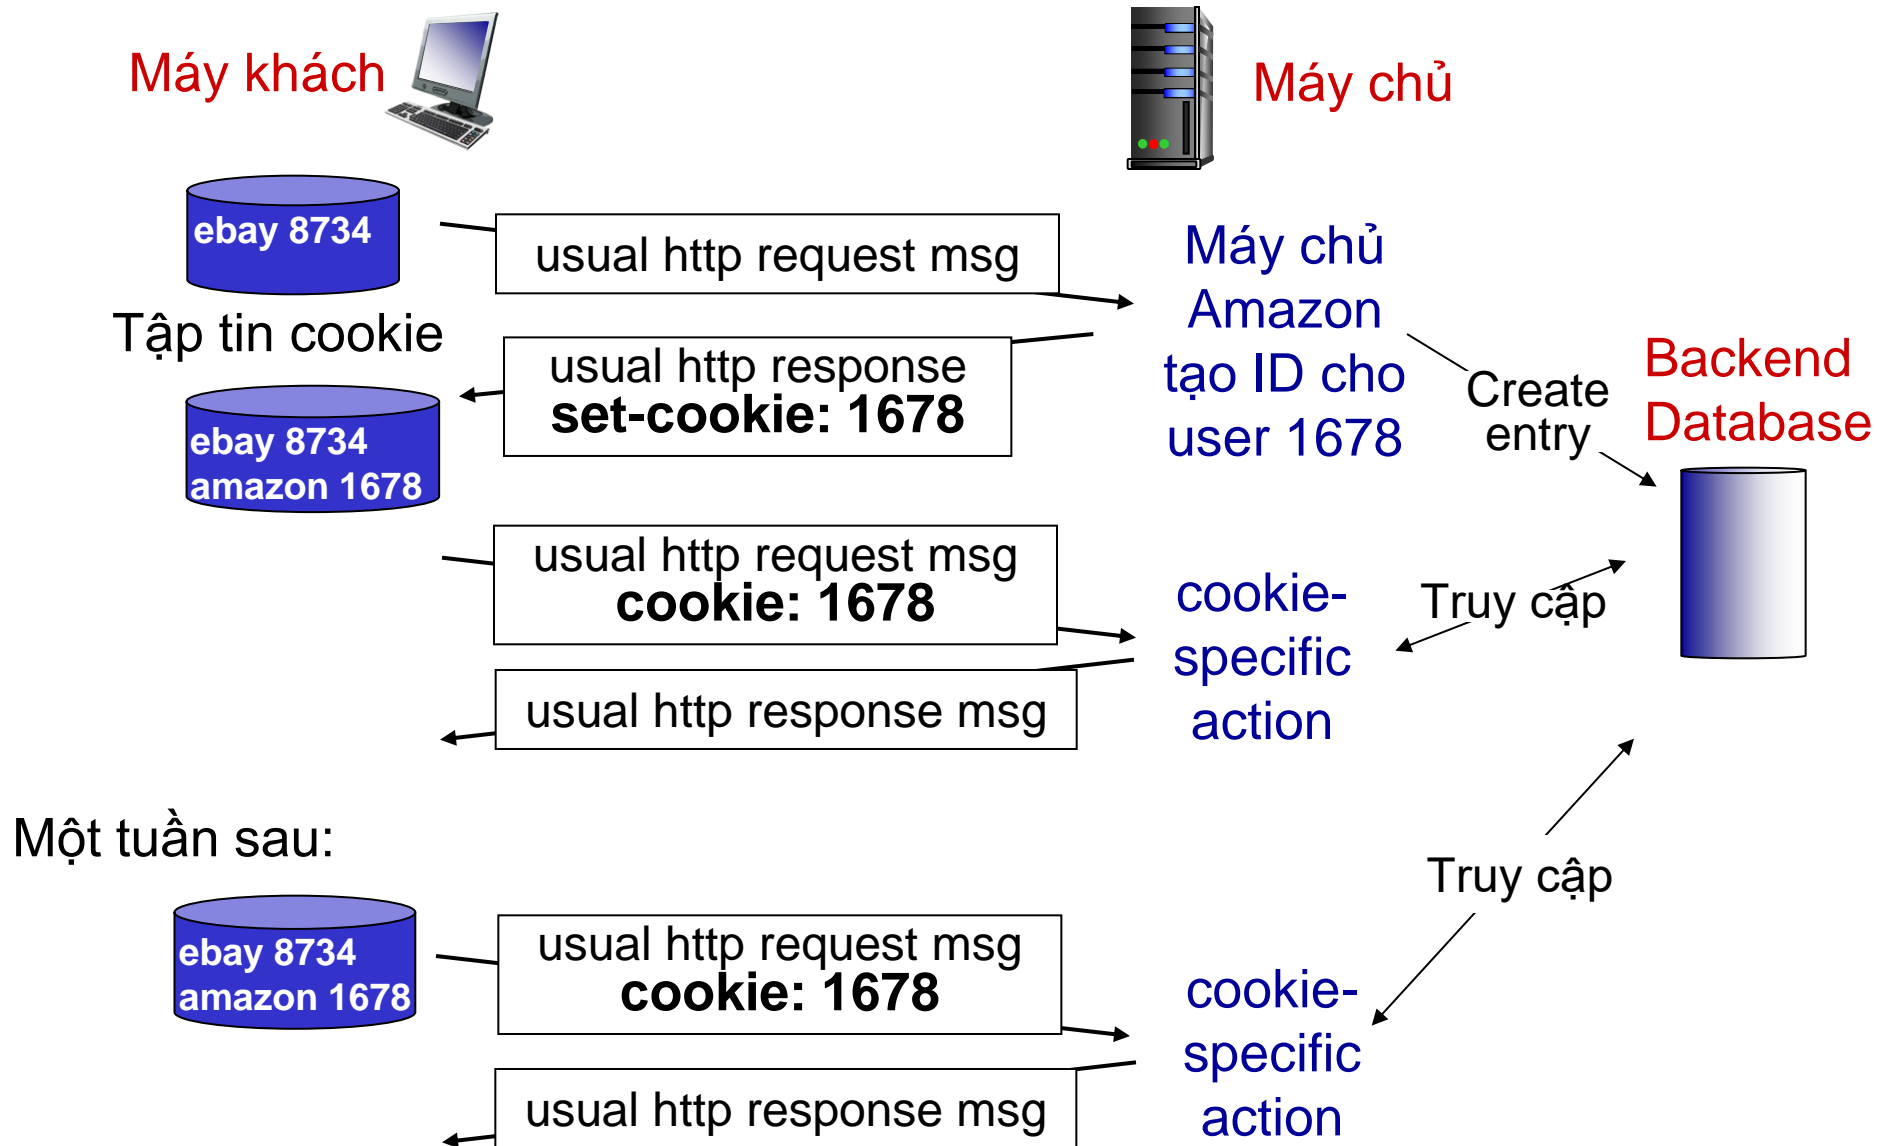 Máy khách
Máy chủ
ebay 8734
usual http request msg
Máy chủ
Amazon
tạo ID cho
user 1678
Tập tin cookie
usual http response
set-cookie: 1678
Create
entry
Backend
Database
ebay 8734
amazon 1678
usual http request msg
cookie: 1678
cookie-
specific
action
Truy cập
usual http response msg
Một tuần sau:
Truy cập
ebay 8734
amazon 1678
usual http request msg
cookie: 1678
cookie-
specific
action
usual http response msg